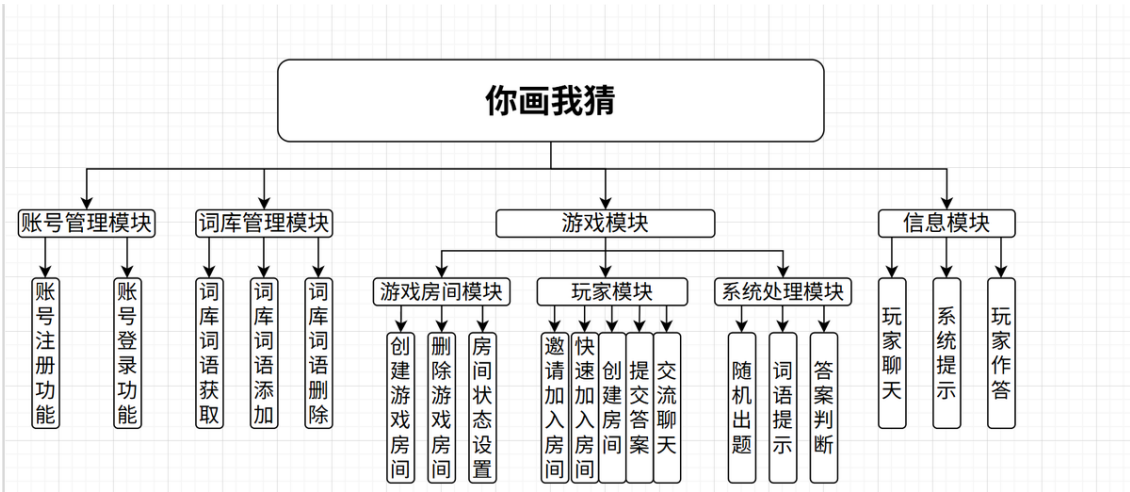 你画我猜
账号管理模块
词库管理模块
游戏模块
信息模块
账号注册功能
账号登录功能
词库词语获取
词库词语添加
词库词语删除
游戏房间模块
玩家模块
系统处理模块
玩家聊天
系统提示
玩家作答
创建游戏房间
删除游戏房间
房间状态设置
邀请加入房间
快速加入房间
创建房间
提交答案
交流聊天
随机出题
词语提示
答案判断